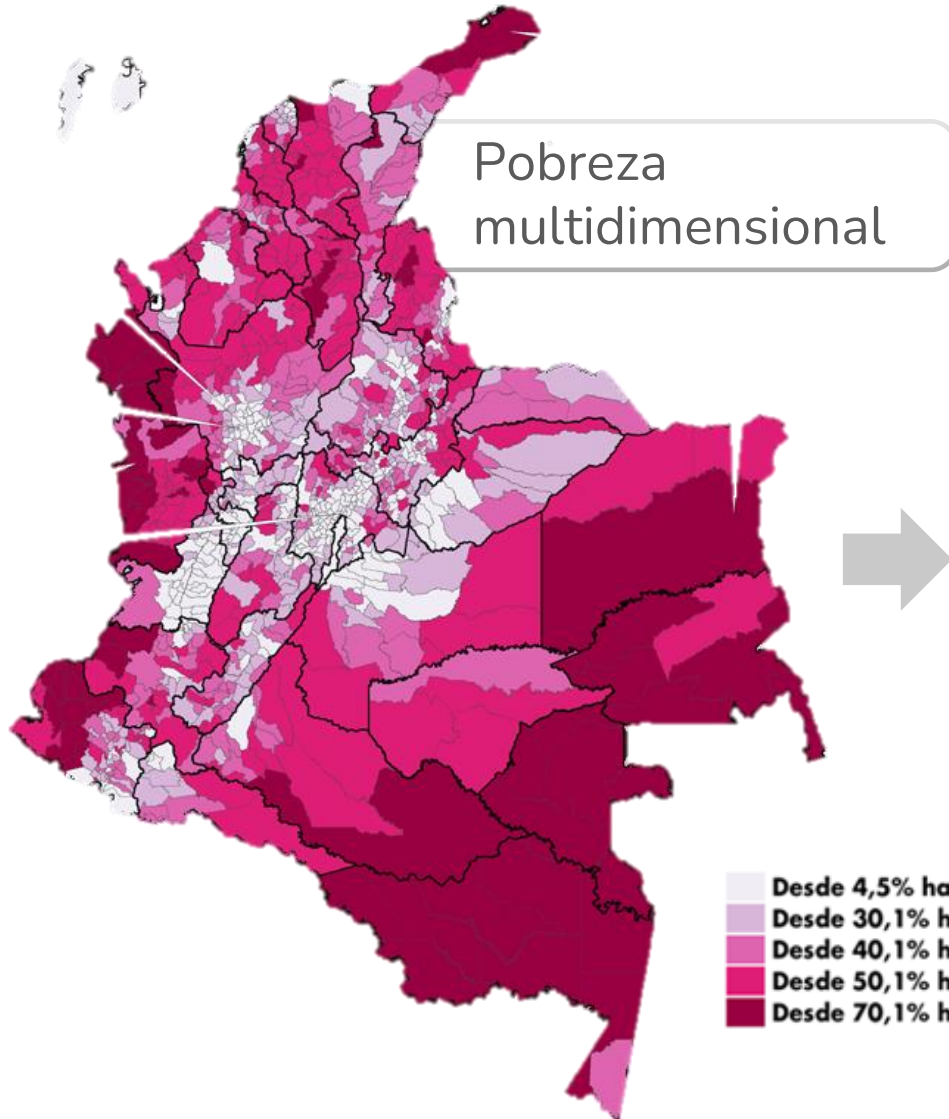 Pobreza
multidimensional
Desde 4,5% ha
Desde 30,1% h
Desde 40,1% h
Desde 50,1% h
Desde 70,1% h